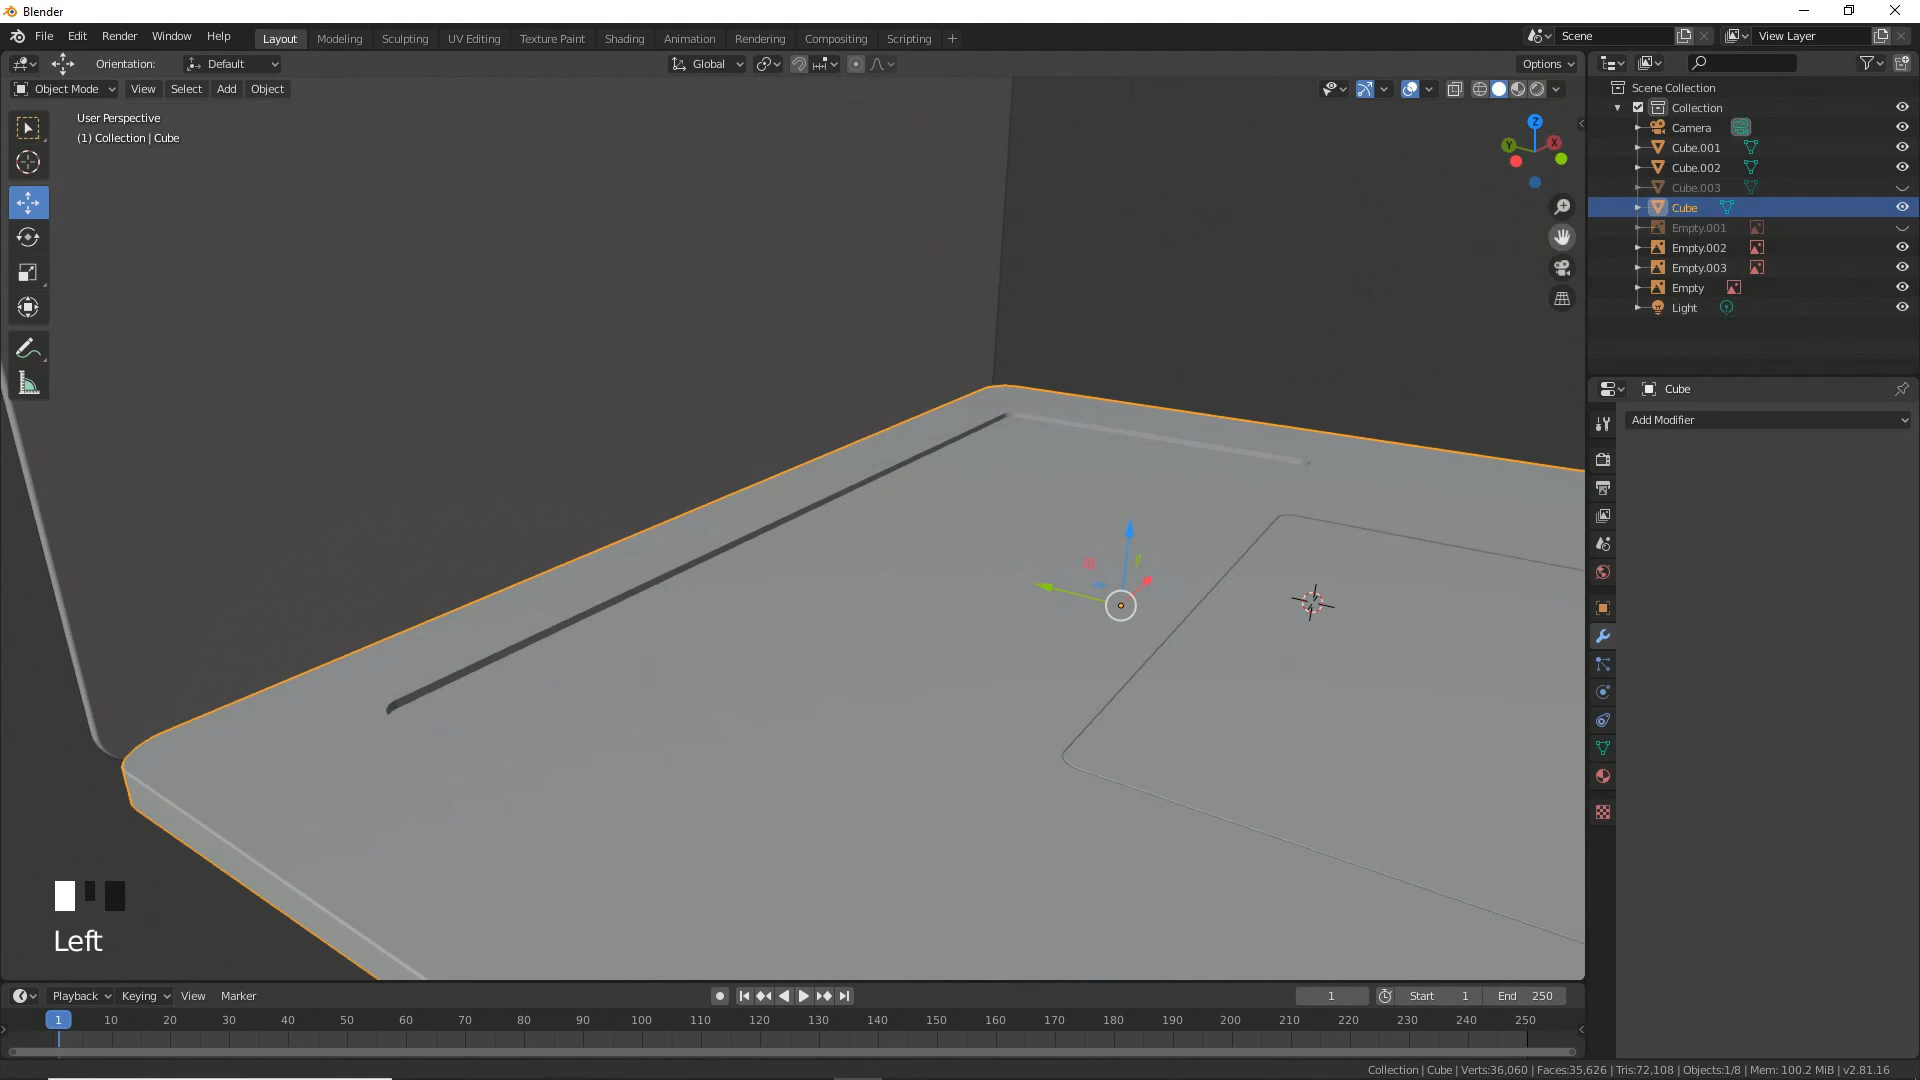 Blender
File Edit Render Window Help Layout Modeling Sculpting UV Editing Texture Paint Shading Animation Rendering Compositing Scripting + Scene View Layer
Orientation: Default Global Options
Object Mode View Select Add Object
User Perspective
(1) Collection | Cube
Z
Y
X
Scene Collection
Collection
Camera
Cube.001
Cube.002
Cube.003
Cube
Empty.001
Empty.002
Empty.003
Empty
Light
Cube
Add Modifier
Left
Playback Keying View Marker 1 Start 1 End 250
1 10 20 30 40 50 60 70 80 90 100 110 120 130 140 150 160 170 180 190 200 210 220 230 240 250
Collection | Cube | Verts:36,060 | Faces:35,626 | Tris:72,108 | Objects:1/8 | Mem: 100.2 MiB | v2.81.16